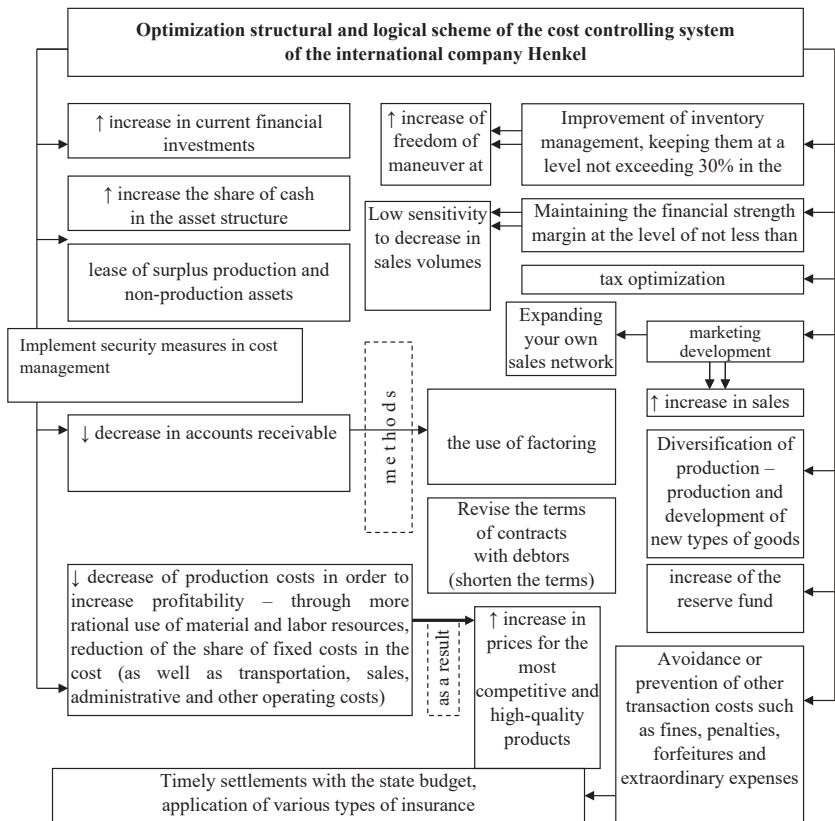 Optimization structural and logical scheme of the cost controlling system
of the international company Henkel
↑ increase in current financial
investments
↑ increase of
freedom of
maneuver at
Improvement of inventory
management, keeping them at a
level not exceeding 30% in the
↑ increase the share of cash
in the asset structure
Low sensitivity
to decrease in
sales volumes
Maintaining the financial strength
margin at the level of not less than
lease of surplus production and
non-production assets
tax optimization
Expanding
your own
sales network
marketing
development
Implement security measures in cost
management
↑ increase in sales
↓ decrease in accounts receivable
methods
the use of factoring
Diversification of
production –
production and
development of
new types of goods
Revise the terms
of contracts
with debtors
(shorten the terms)
↓ decrease of production costs in order to
increase profitability – through more
rational use of material and labor resources,
reduction of the share of fixed costs in the
cost (as well as transportation, sales,
administrative and other operating costs)
as a result
↑ increase in
prices for the
most
competitive and
high-quality
products
increase of the
reserve fund
Avoidance or
prevention of other
transaction costs such
as fines, penalties,
forfeitures and
extraordinary expenses
Timely settlements with the state budget,
application of various types of insurance